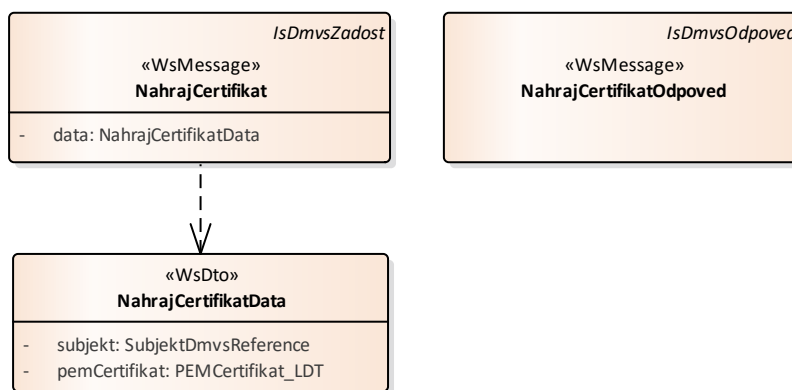 IsDmvsZadost
«WsMessage»
NahrajCertifikat
- data: NahrajCertifikatData
IsDmvsOdpoved
«WsMessage»
NahrajCertifikatOdpoved
«WsDto»
NahrajCertifikatData
- subjekt: SubjektDmvsReference
- pemCertifikat: PEMCertifikat_LDT